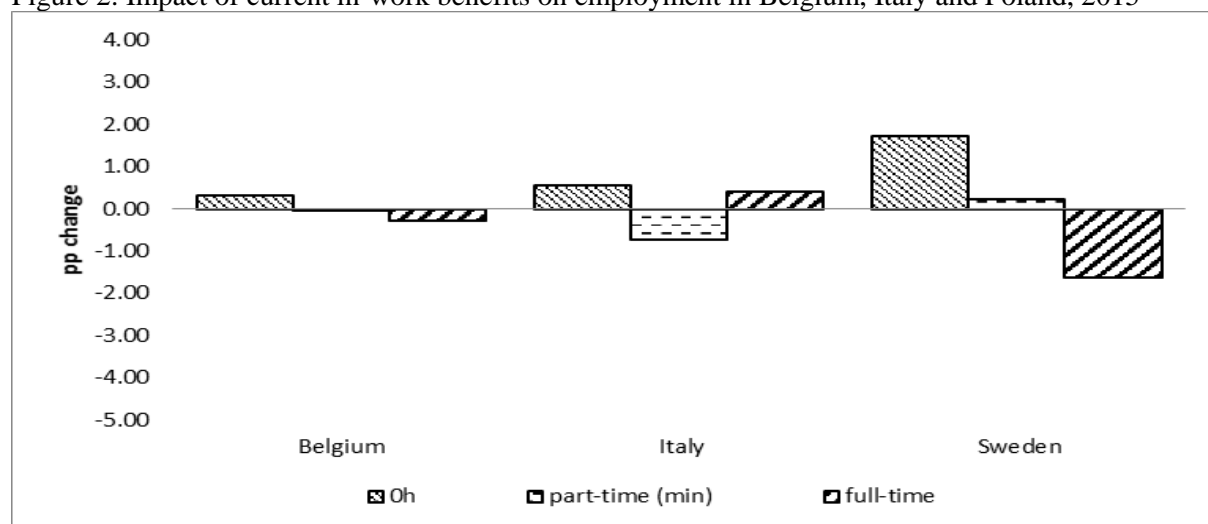 Figure 2: Impact of current in-work benefits on employment in Belgium, Italy and Poland, 2015
4.00
3.00
2.00
1.00
0.00
-1.00
-2.00
-3.00
-4.00
-5.00
pp change
Belgium Italy Sweden
0h part-time (min) full-time